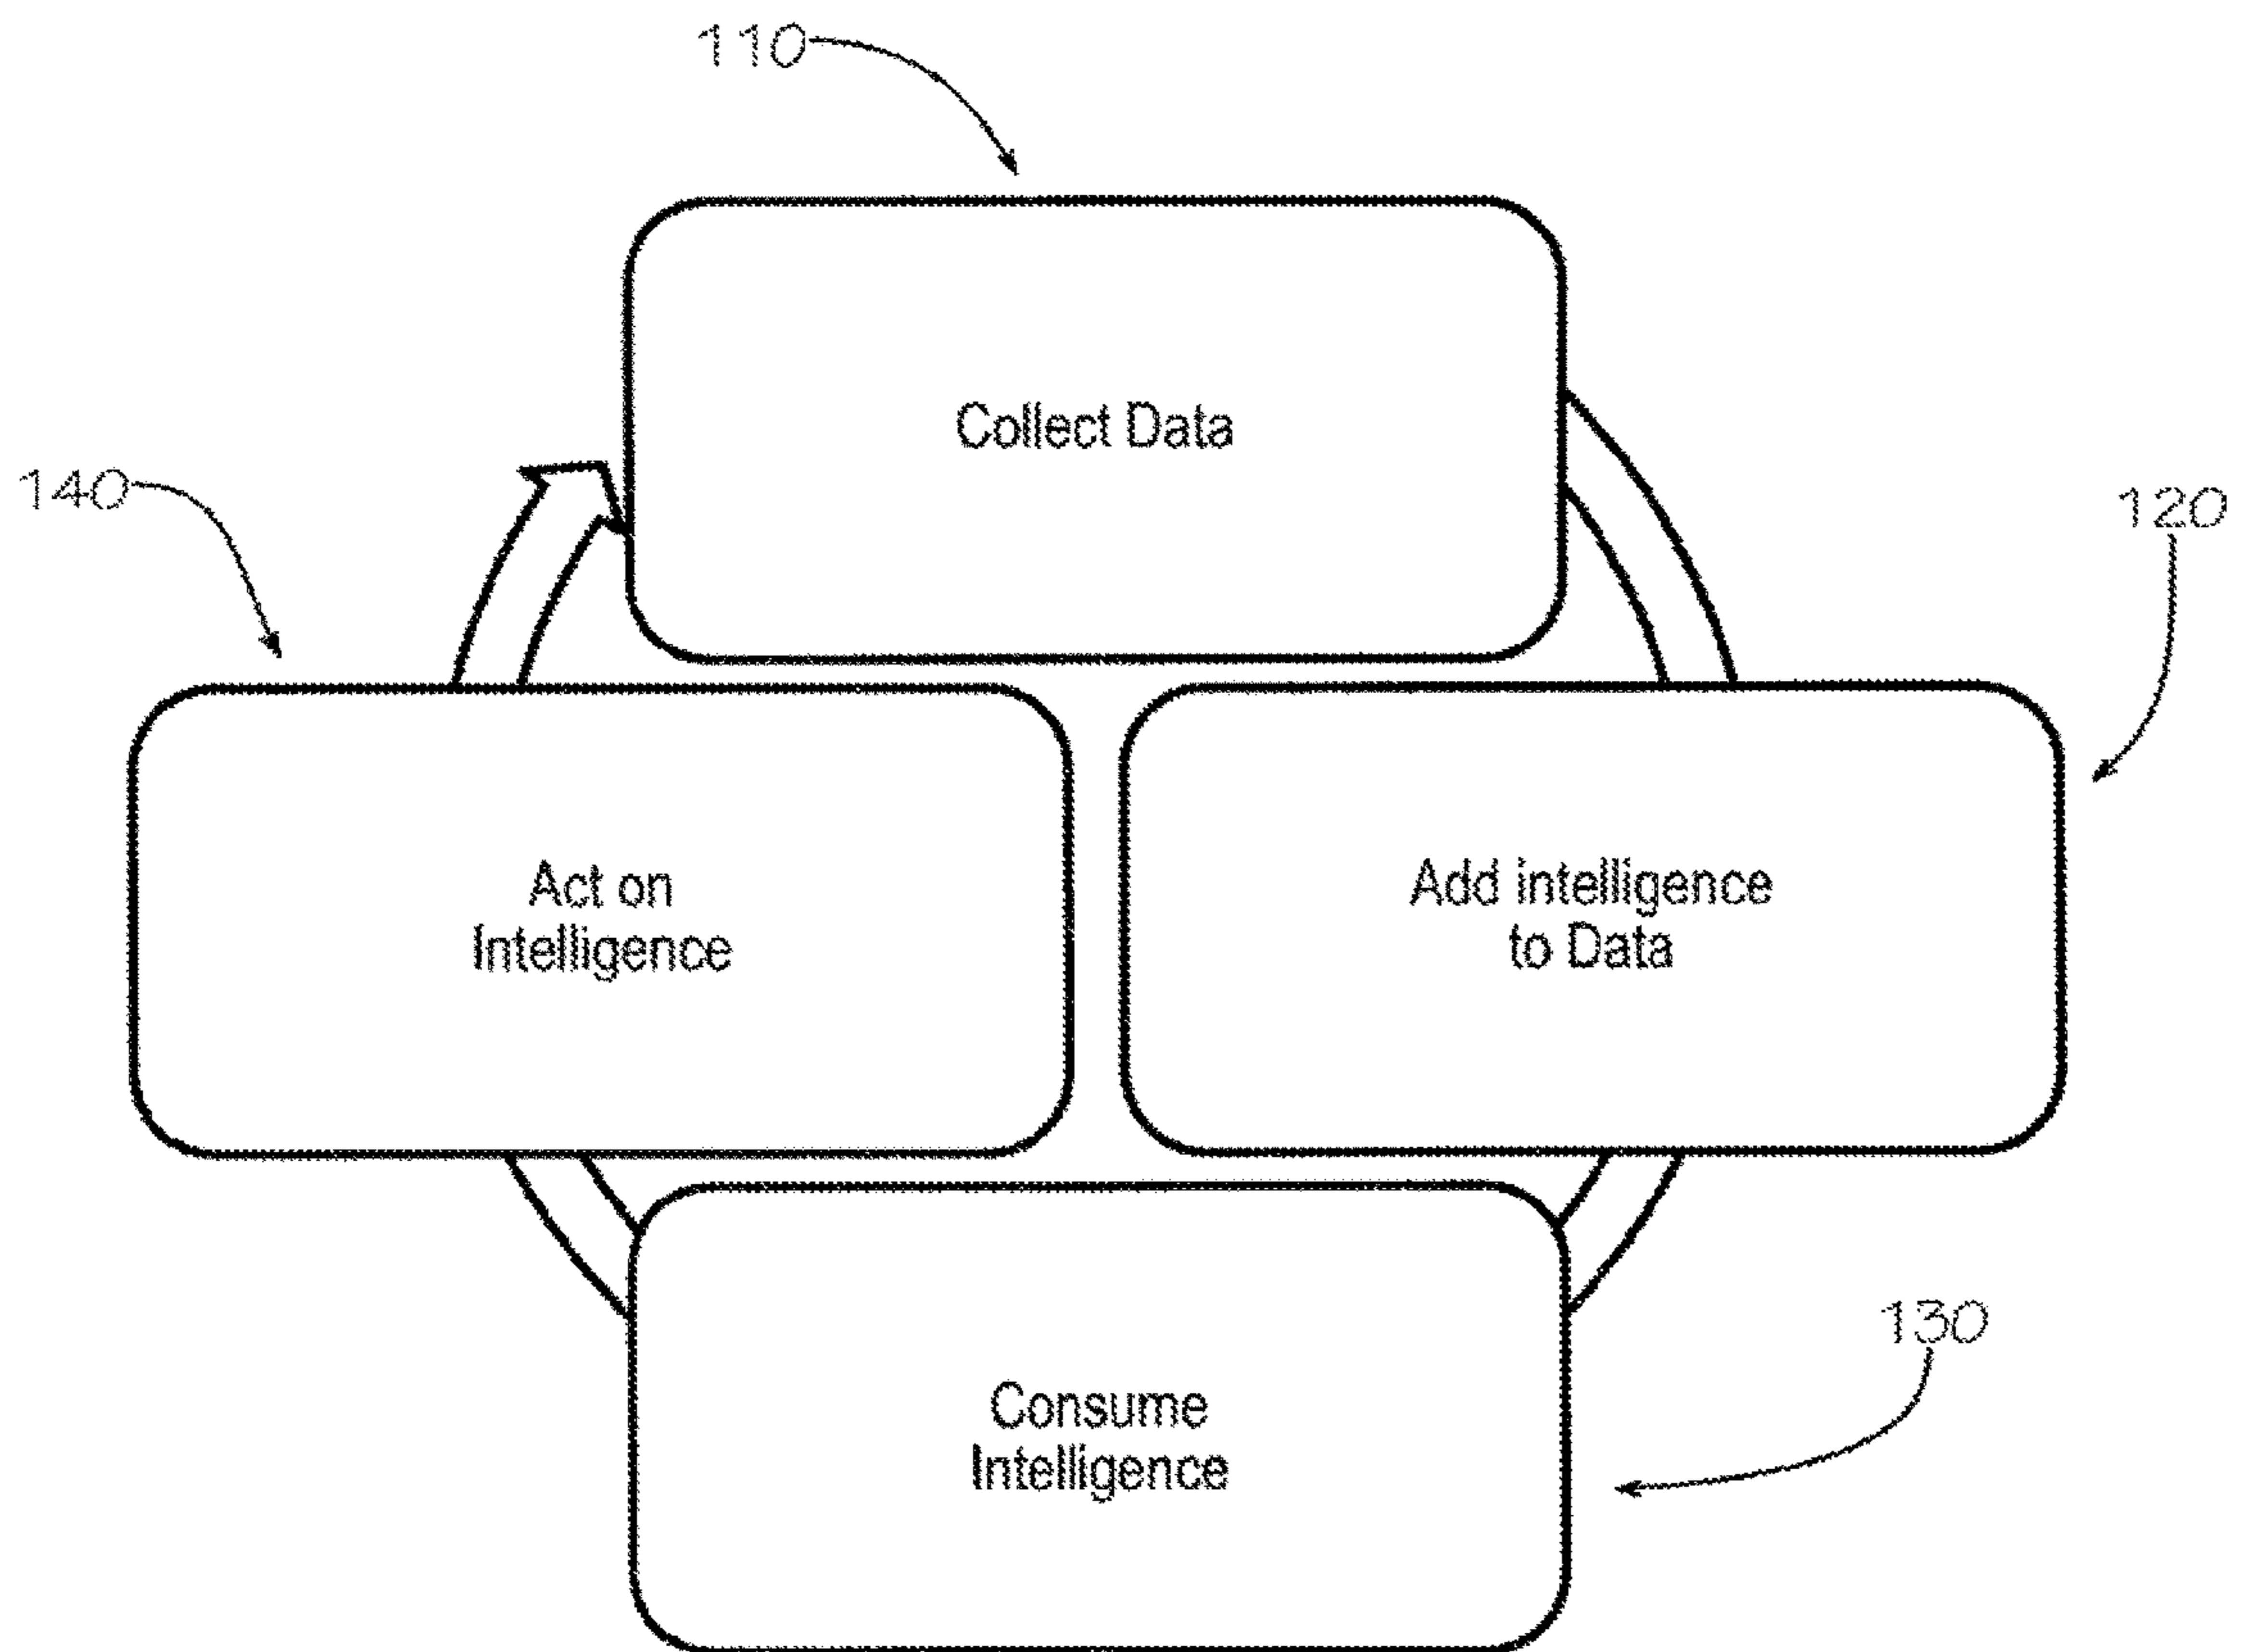 110
Collect Data
140
120
Act on
Intelligence
Add intelligence
to Data
130
Consume
Intelligence